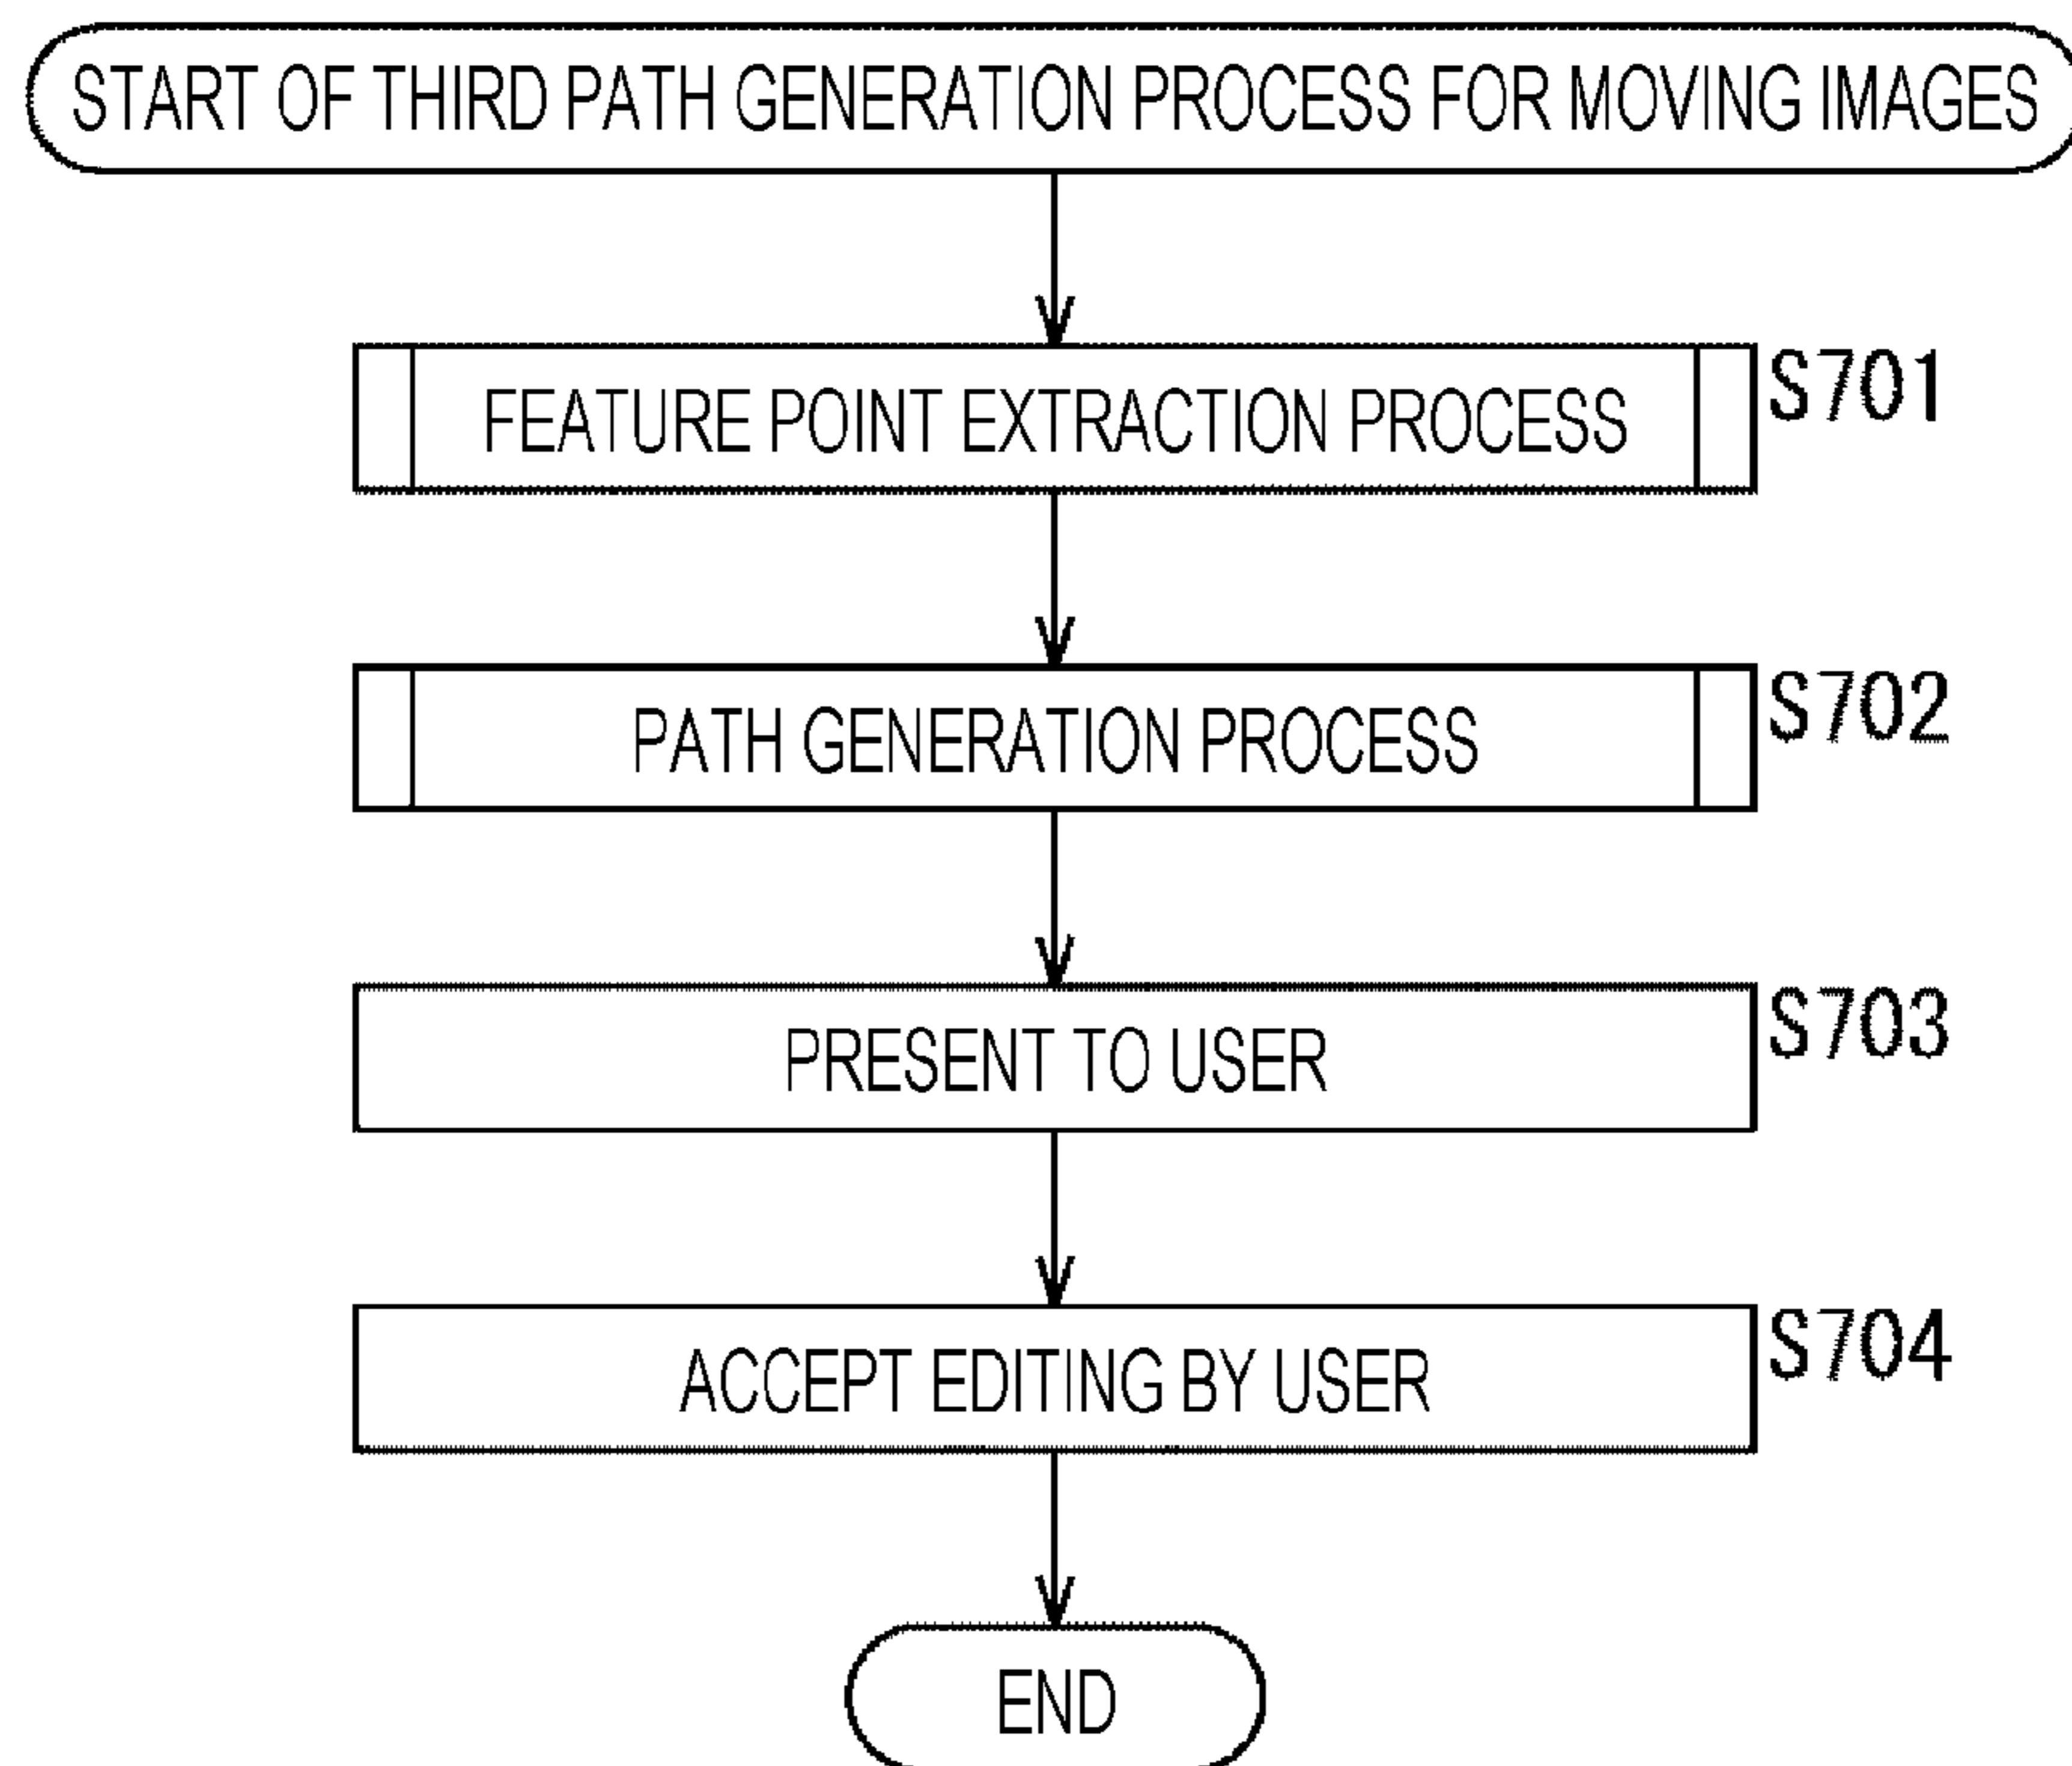 START OF THIRD PATH GENERATION PROCESS FOR MOVING IMAGES
FEATURE POINT EXTRACTION PROCESS
S701
PATH GENERATION PROCESS
S702
PRESENT TO USER
S703
ACCEPT EDITING BY USER
S704
END